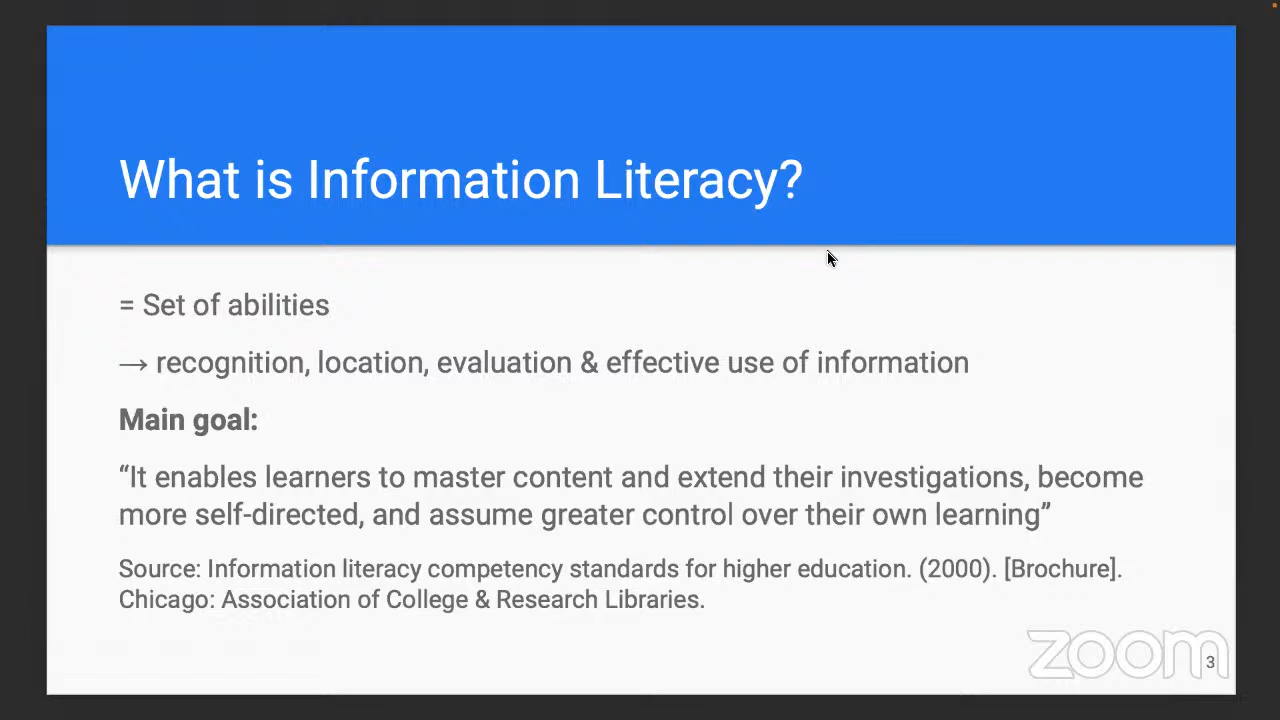 What is Information Literacy?
= Set of abilities
→ recognition, location, evaluation & effective use of information
Main goal:
“It enables learners to master content and extend their investigations, become
more self-directed, and assume greater control over their own learning”
Source: Information literacy competency standards for higher education. (2000). [Brochure].
Chicago: Association of College & Research Libraries.
zoom
3